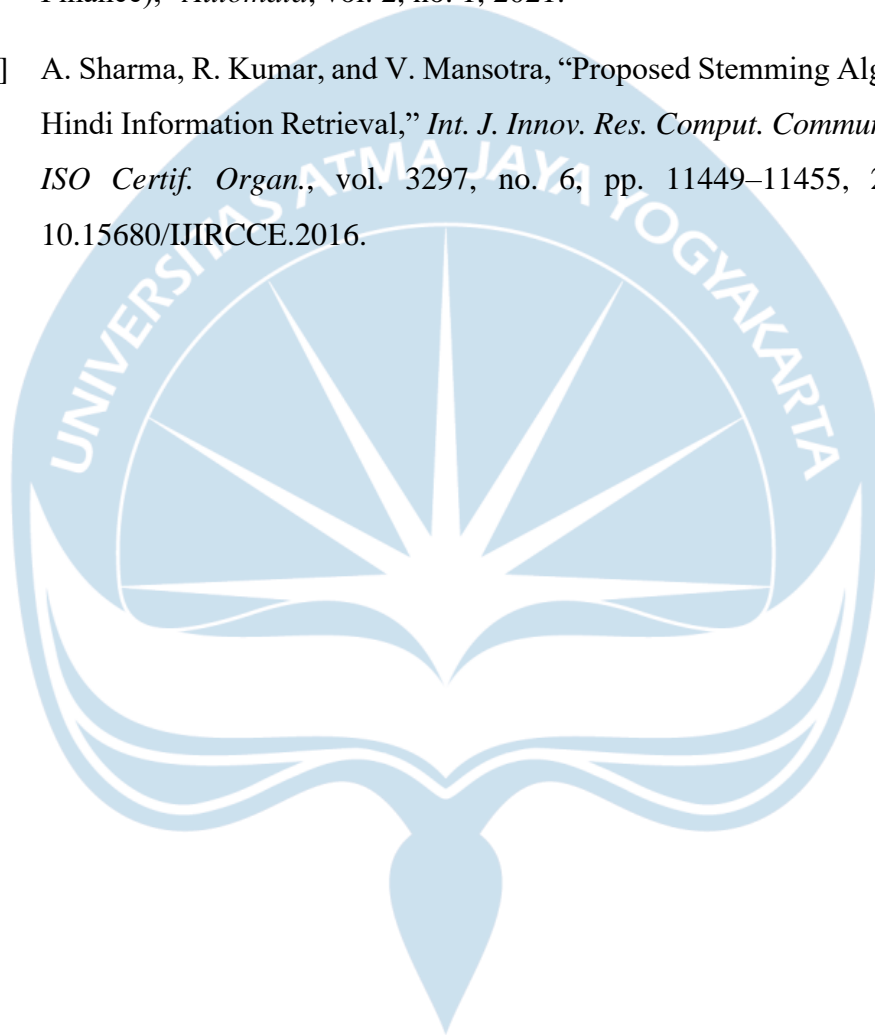 Finance),” Automata, vol. 2, no. 1, 2021.
] A. Sharma, R. Kumar, and V. Mansotra, “Proposed Stemming Alg
Hindi Information Retrieval,” Int. J. Innov. Res. Comput. Commun
ISO Certif. Organ., vol. 3297, no. 6, pp. 11449–11455, 2
10.15680/IJIRCCE.2016.
UNIVERSITAS ATMA JAYA YOGYAKARTA